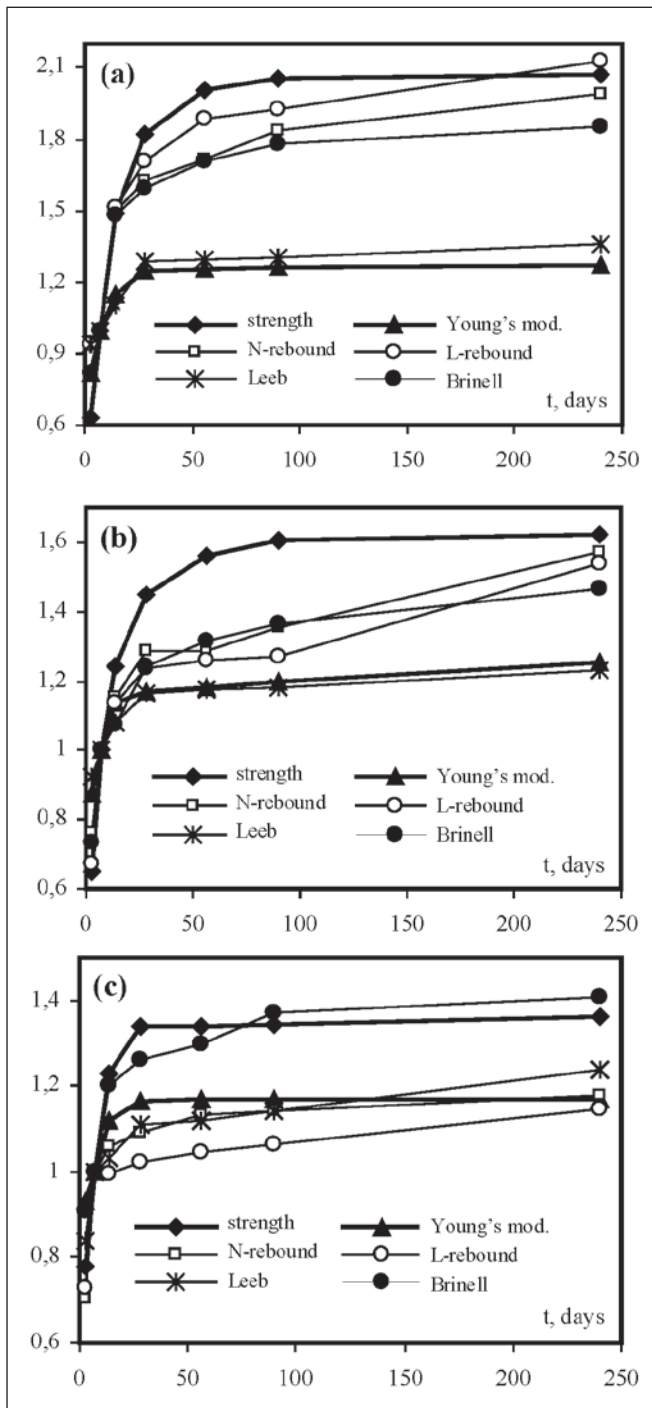 (a)
2,1
1,8
1,5
1,2
0,9
0,6
strength Young's mod.
N-rebound L-rebound
Leeb Brinell
t, days
0 50 100 150 200 250
(b)
1,6
1,4
1,2
1
0,8
0,6
strength Young's mod.
N-rebound L-rebound
Leeb Brinell
t, days
0 50 100 150 200 250
(c)
1,4
1,2
1
0,8
0,6
strength Young's mod.
N-rebound L-rebound
Leeb Brinell
t, days
0 50 100 150 200 250